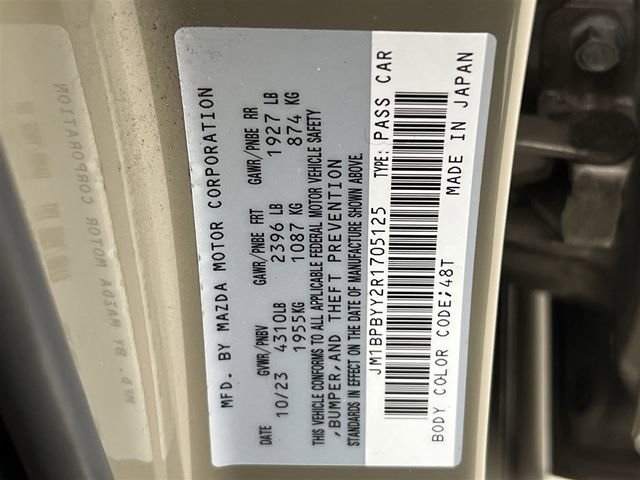 MFD. BY MAZDA MOTOR CORPORATION
DATE GVWR/PNBV GAWR/PNBE FRT GAWR/PNBE RR
10/23 4310LB 2396 LB 1927 LB
1955KG 1087 KG 874 KG
THIS VEHICLE CONFORMS TO ALL APPLICABLE FEDERAL MOTOR VEHICLE SAFETY
,BUMPER,AND THEFT PREVENTION
STANDARDS IN EFFECT ON THE DATE OF MANUFACTURE SHOWN ABOVE.
JM1BPBYY2R1705125 TYPE: PASS CAR
BODY COLOR CODE;48T MADE IN JAPAN